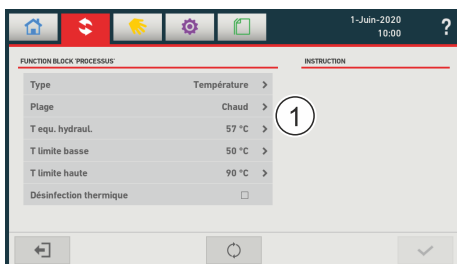 1-Juin-2020
10:00
?
FUNCTION BLOCK 'PROCESSUS'
INSTRUCTION
Type Température >
Plage Chaud >
T equ. hydraul. 57 °C >
T limite basse 50 °C >
T limite haute 90 °C >
Désinfection thermique
1